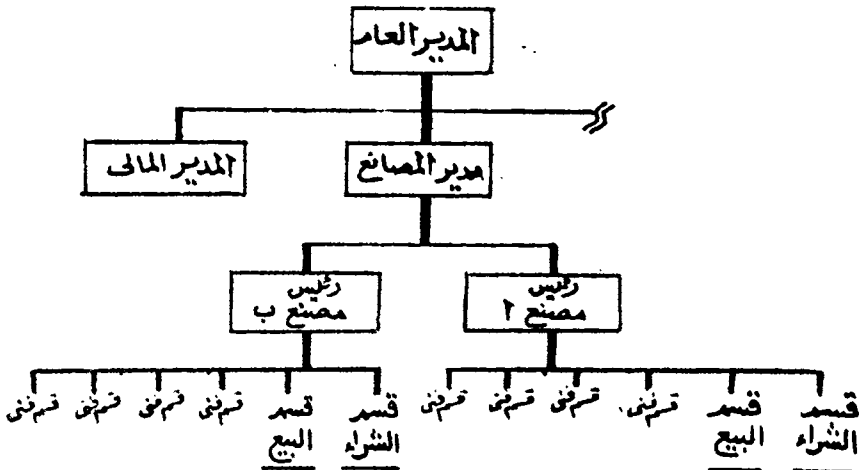 المدير العام
مدير المصانع
المدير المالى
رئيس
مصنع ا
رئيس
مصنع ب
قسم
الشراء
قسم
البيع
قسم فنى
قسم فنى
قسم فنى
قسم فنى
قسم
الشراء
قسم
البيع
قسم فنى
قسم فنى
قسم فنى
قسم فنى